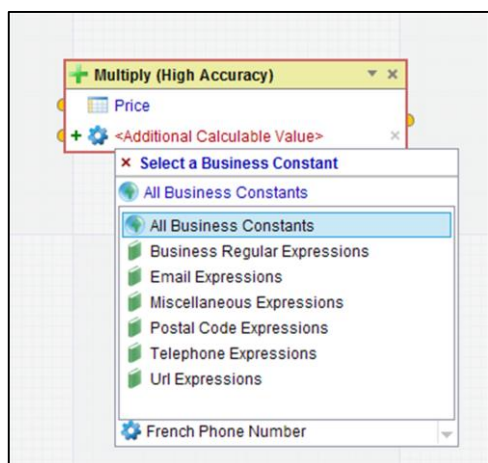 Multiply (High Accuracy)
Price
<Additional Calculable Value>
Select a Business Constant
All Business Constants
All Business Constants
Business Regular Expressions
Email Expressions
Miscellaneous Expressions
Postal Code Expressions
Telephone Expressions
Url Expressions
French Phone Number